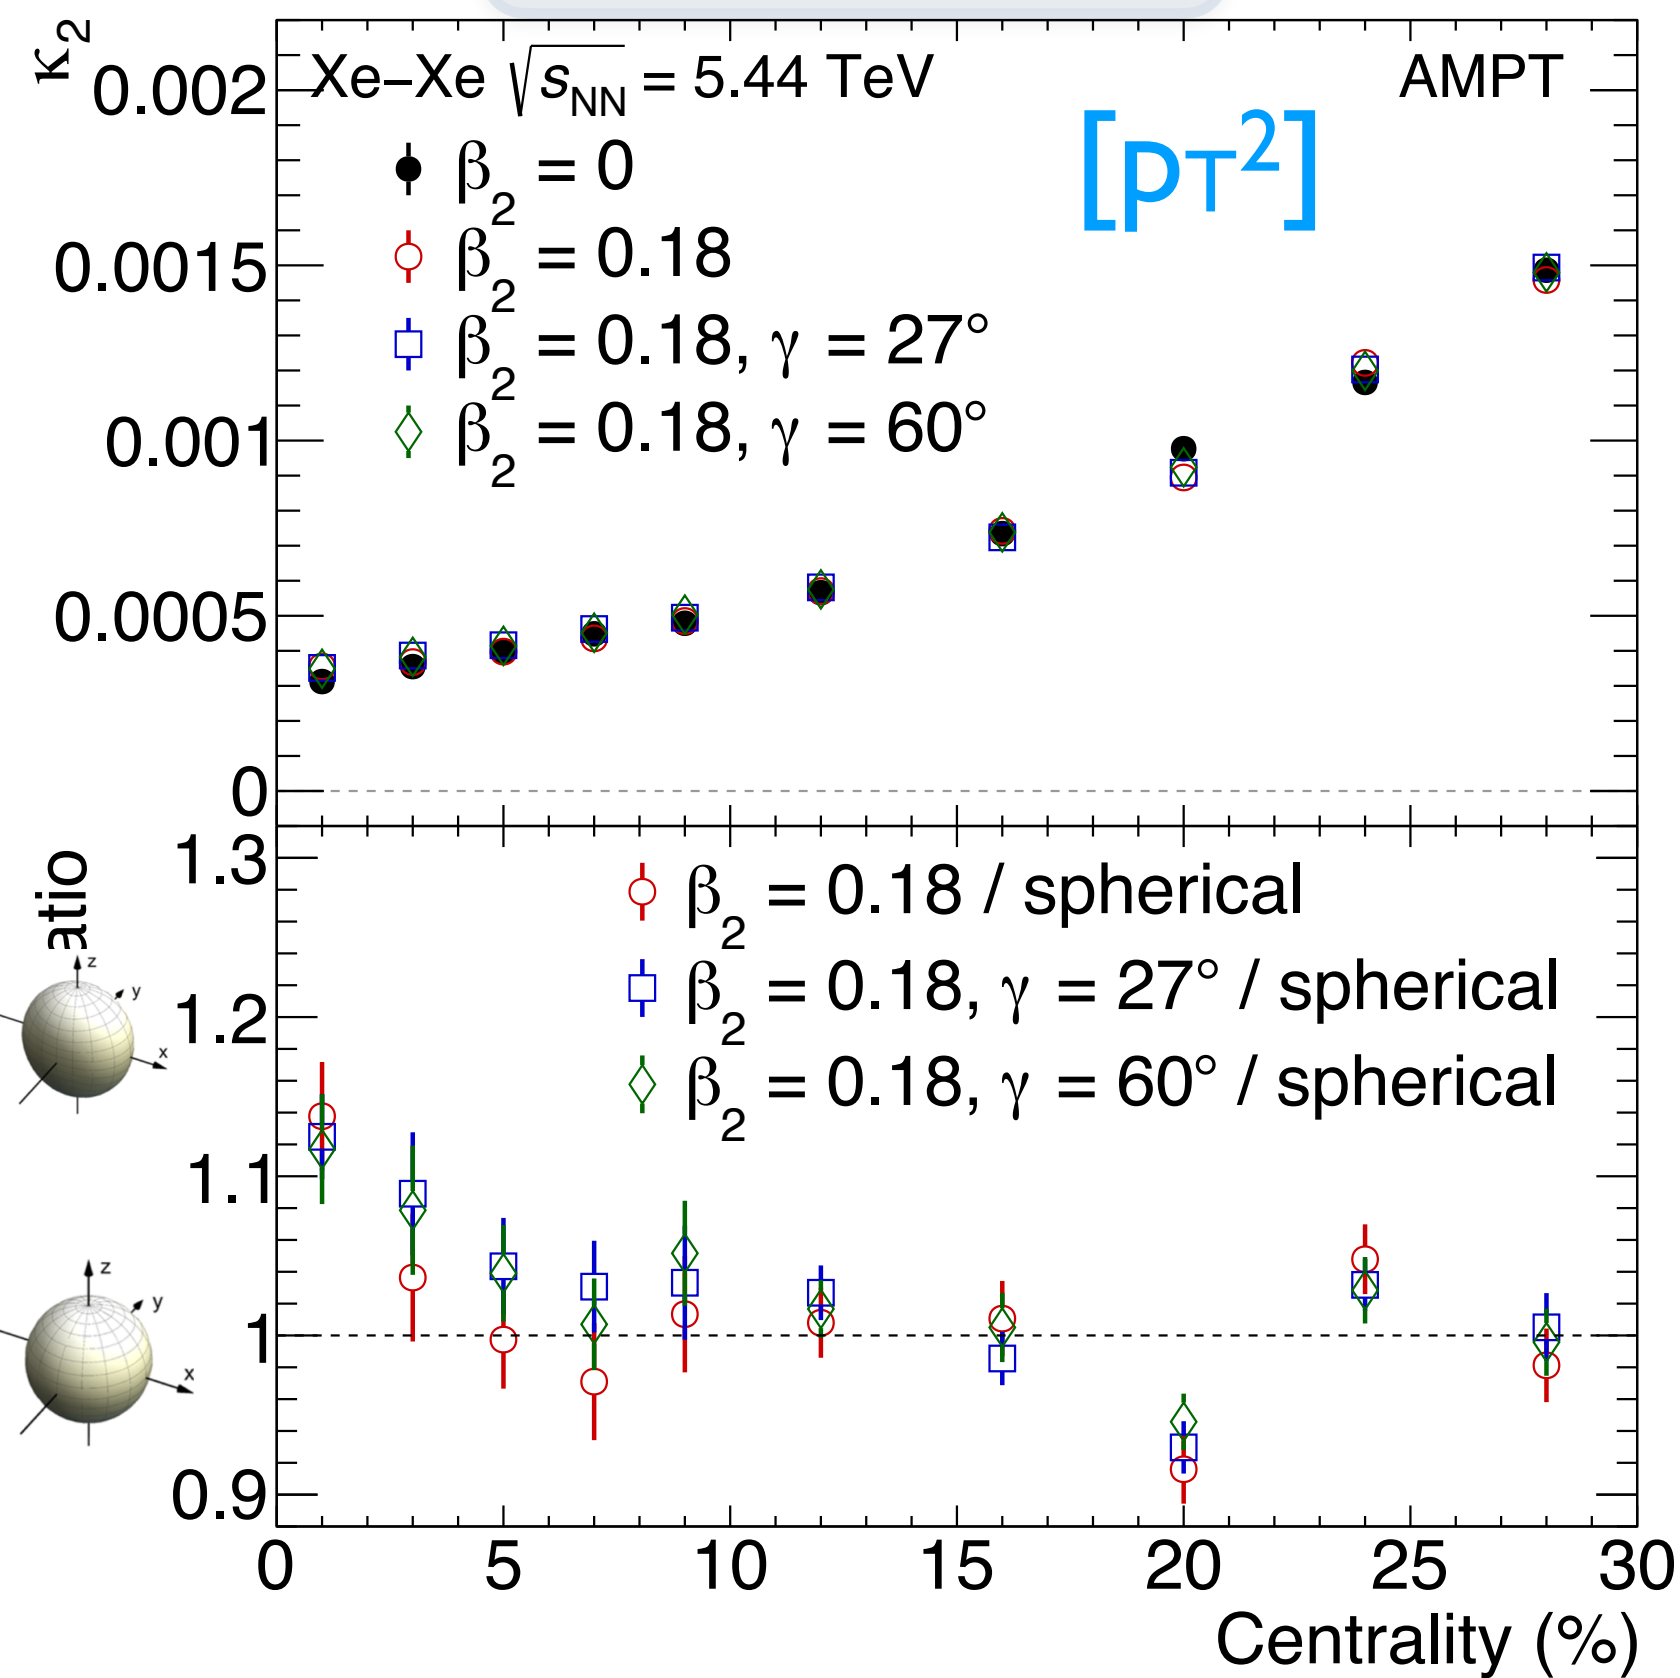 κ₂
Xe–Xe √s_NN = 5.44 TeV
AMPT
[pT²]
β₂ = 0
β₂ = 0.18
β₂ = 0.18, γ = 27°
β₂ = 0.18, γ = 60°
0.002
0.0015
0.001
0.0005
0
atio
β₂ = 0.18 / spherical
β₂ = 0.18, γ = 27° / spherical
β₂ = 0.18, γ = 60° / spherical
1.3
1.2
1.1
1
0.9
z
y
x
z
y
x
0 5 10 15 20 25 30
Centrality (%)